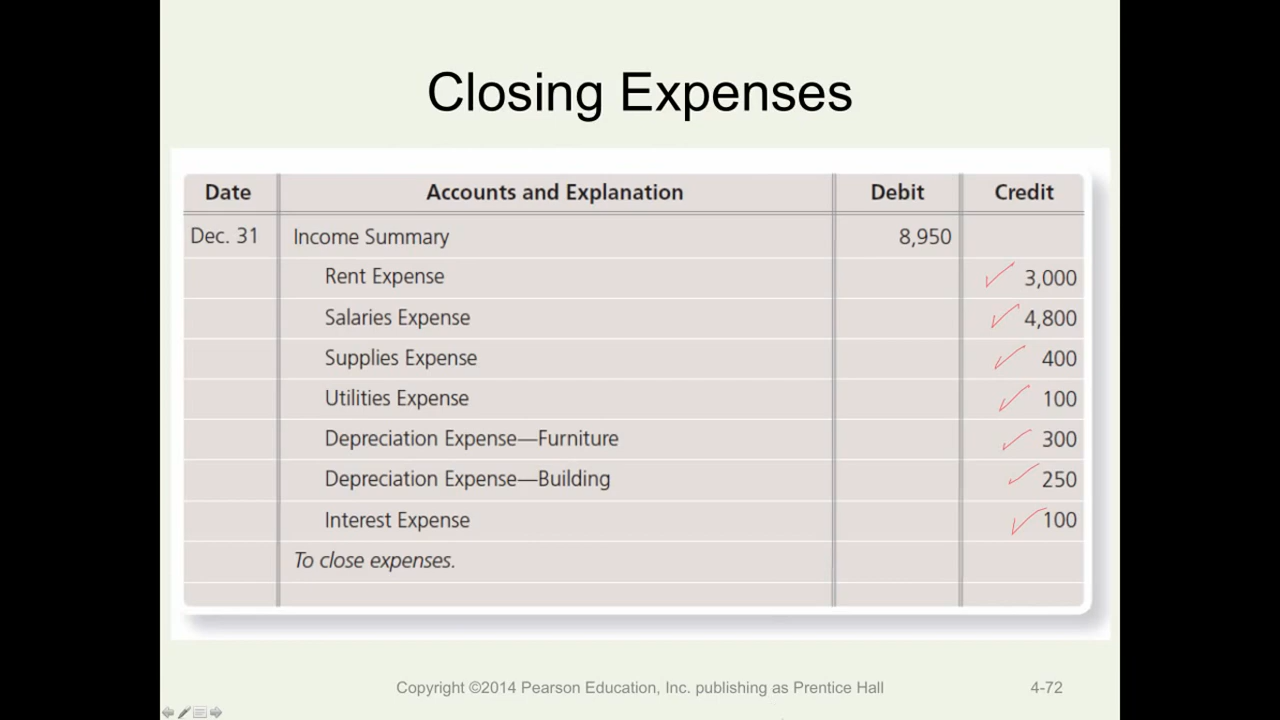 Closing Expenses
Date Accounts and Explanation Debit Credit
Dec. 31 Income Summary 8,950
Rent Expense 3,000
Salaries Expense 4,800
Supplies Expense 400
Utilities Expense 100
Depreciation Expense—Furniture 300
Depreciation Expense—Building 250
Interest Expense 100
To close expenses.
Copyright ©2014 Pearson Education, Inc. publishing as Prentice Hall 4-72